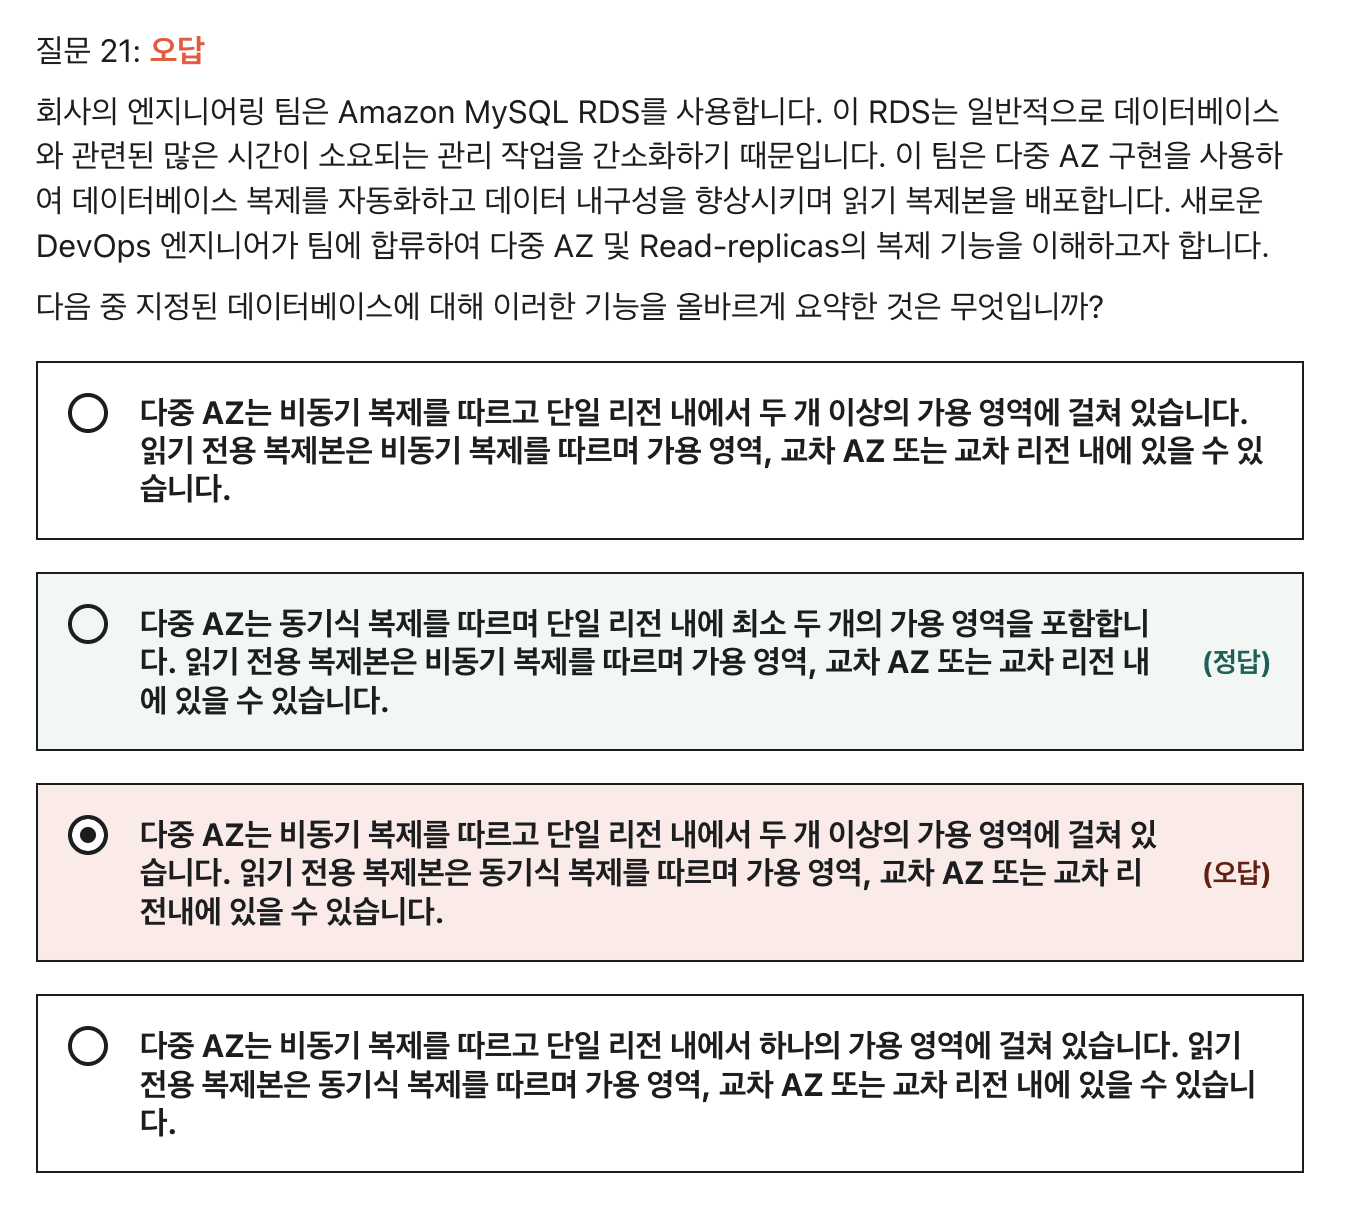 질문 21: 오답
회사의 엔지니어링 팀은 Amazon MySQL RDS를 사용합니다. 이 RDS는 일반적으로 데이터베이스
와 관련된 많은 시간이 소요되는 관리 작업을 간소화하기 때문입니다. 이 팀은 다중 AZ 구현을 사용하
여 데이터베이스 복제를 자동화하고 데이터 내구성을 향상시키며 읽기 복제본을 배포합니다. 새로운
DevOps 엔지니어가 팀에 합류하여 다중 AZ 및 Read-replicas의 복제 기능을 이해하고자 합니다.
다음 중 지정된 데이터베이스에 대해 이러한 기능을 올바르게 요약한 것은 무엇입니까?
다중 AZ는 비동기 복제를 따르고 단일 리전 내에서 두 개 이상의 가용 영역에 걸쳐 있습니다.
읽기 전용 복제본은 비동기 복제를 따르며 가용 영역, 교차 AZ 또는 교차 리전 내에 있을 수 있
습니다.
다중 AZ는 동기식 복제를 따르며 단일 리전 내에 최소 두 개의 가용 영역을 포함합니
다. 읽기 전용 복제본은 비동기 복제를 따르며 가용 영역, 교차 AZ 또는 교차 리전 내
에 있을 수 있습니다.
(정답)
다중 AZ는 비동기 복제를 따르고 단일 리전 내에서 두 개 이상의 가용 영역에 걸쳐 있
습니다. 읽기 전용 복제본은 동기식 복제를 따르며 가용 영역, 교차 AZ 또는 교차 리
전내에 있을 수 있습니다.
(오답)
다중 AZ는 비동기 복제를 따르고 단일 리전 내에서 하나의 가용 영역에 걸쳐 있습니다. 읽기
전용 복제본은 동기식 복제를 따르며 가용 영역, 교차 AZ 또는 교차 리전 내에 있을 수 있습니
다.